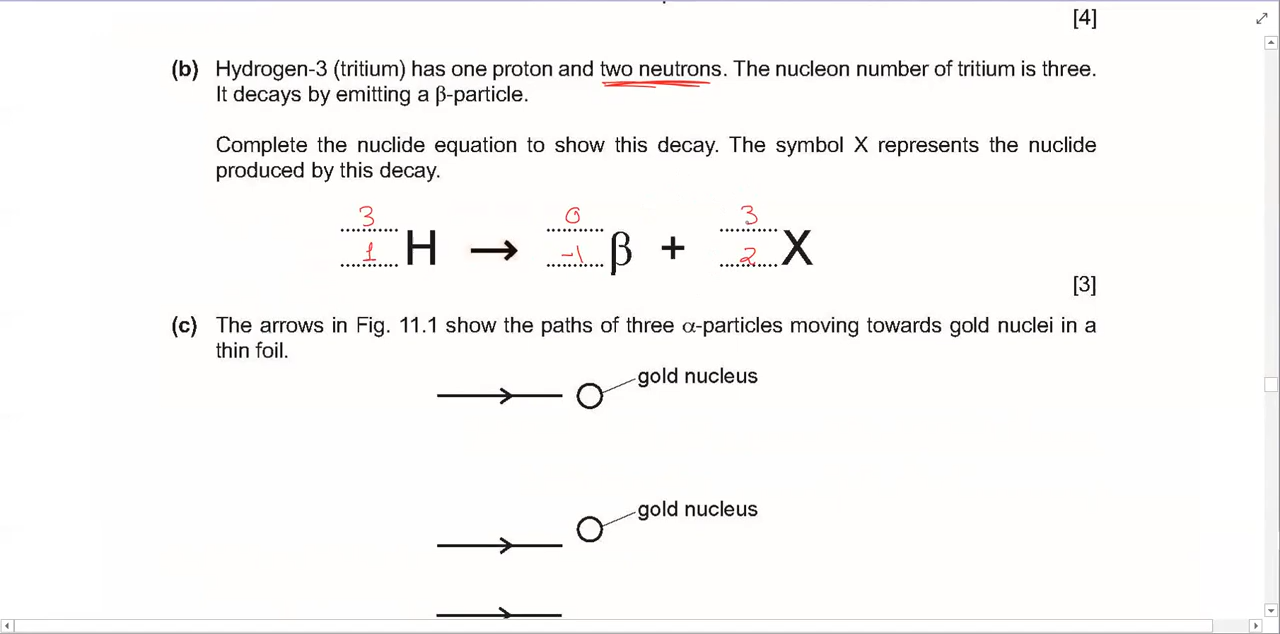 [4]
(b) Hydrogen-3 (tritium) has one proton and two neutrons. The nucleon number of tritium is three.
It decays by emitting a β-particle.
Complete the nuclide equation to show this decay. The symbol X represents the nuclide
produced by this decay.
3 0 3
.......... H → .......... β + .......... X
1 -1 2
[3]
(c) The arrows in Fig. 11.1 show the paths of three α-particles moving towards gold nuclei in a
thin foil.
gold nucleus
gold nucleus